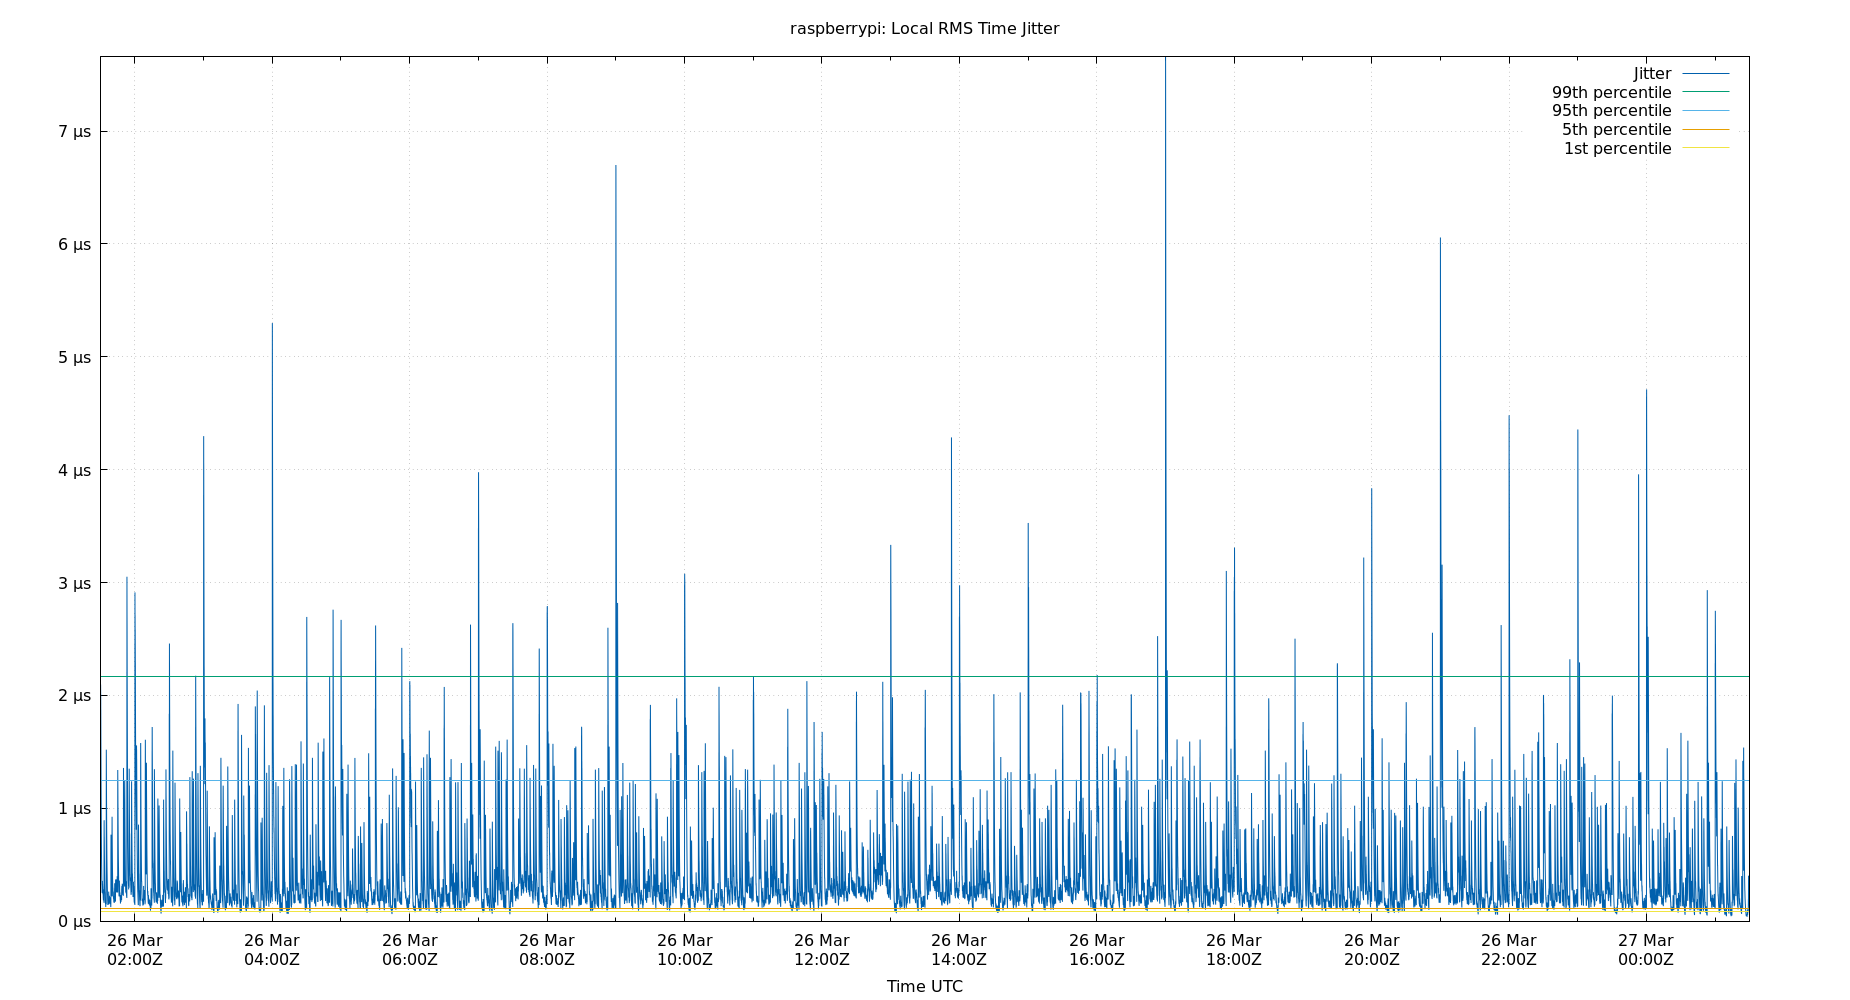 raspberrypi: Local RMS Time Jitter
Jitter
99th percentile
95th percentile
5th percentile
1st percentile
7 μs
6 μs
5 μs
4 μs
3 μs
2 μs
1 μs
0 μs
26 Mar 26 Mar 26 Mar 26 Mar 26 Mar 26 Mar 26 Mar 26 Mar 26 Mar 26 Mar 26 Mar 27 Mar
02:00Z 04:00Z 06:00Z 08:00Z 10:00Z 12:00Z 14:00Z 16:00Z 18:00Z 20:00Z 22:00Z 00:00Z
Time UTC